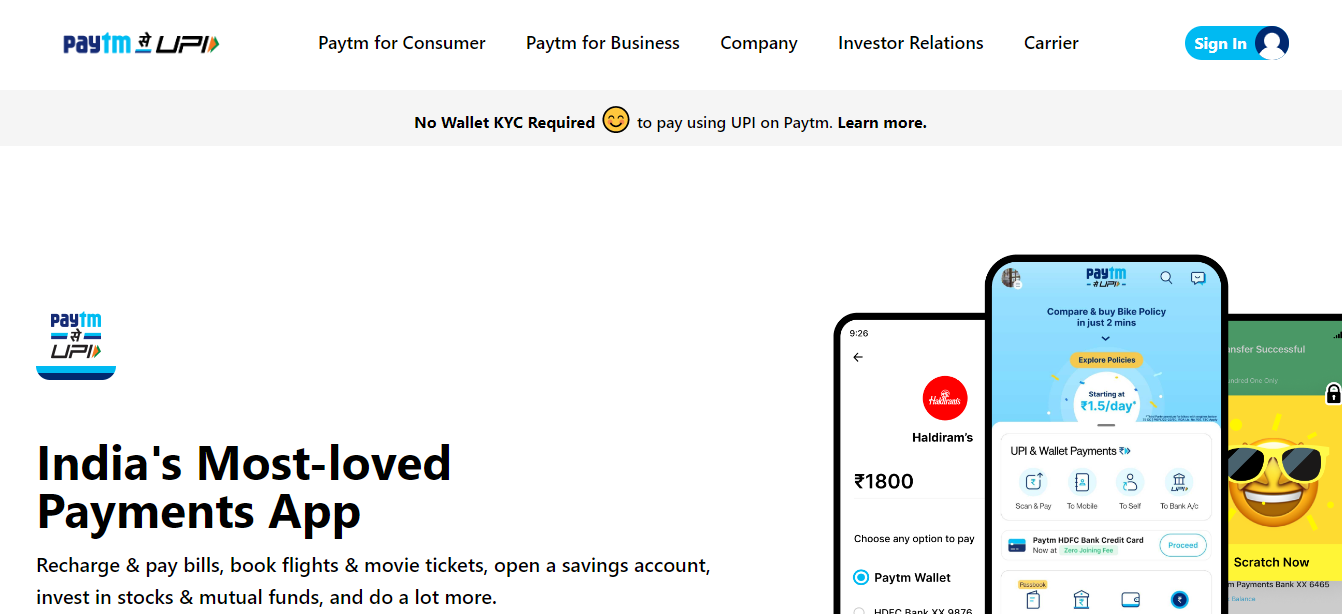 paytm से UPI
Paytm for Consumer
Paytm for Business
Company
Investor Relations
Carrier
Sign In
No Wallet KYC Required to pay using UPI on Paytm. Learn more.
paytm
से
UPI
India's Most-loved
Payments App
Recharge & pay bills, book flights & movie tickets, open a savings account,
invest in stocks & mutual funds, and do a lot more.
9:26
Haldiram's
Haldiram's
₹1800
Choose any option to pay
Paytm Wallet
HDFC Bank XX 9876
paytm
से UPI
Compare & buy Bike Policy
in just 2 mins
Explore Policies
Starting at
₹1.5/day*
UPI & Wallet Payments
Scan & Pay
To Mobile
To Self
To Bank A/c
UPI
Paytm HDFC Bank Credit Card
Now at Zero Joining Fee
Proceed
Passbook
nsfer Successful
undred One Only
Scratch Now
m Payments Bank XX 6465
Balance